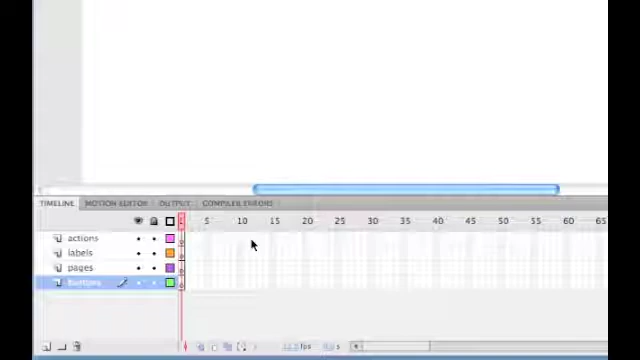 TIMELINE MOTION EDITOR OUTPUT COMPILER ERRORS
5 10 15 20 25 30 35 40 45 50 55 60 65
actions
labels
pages
buttons
fps